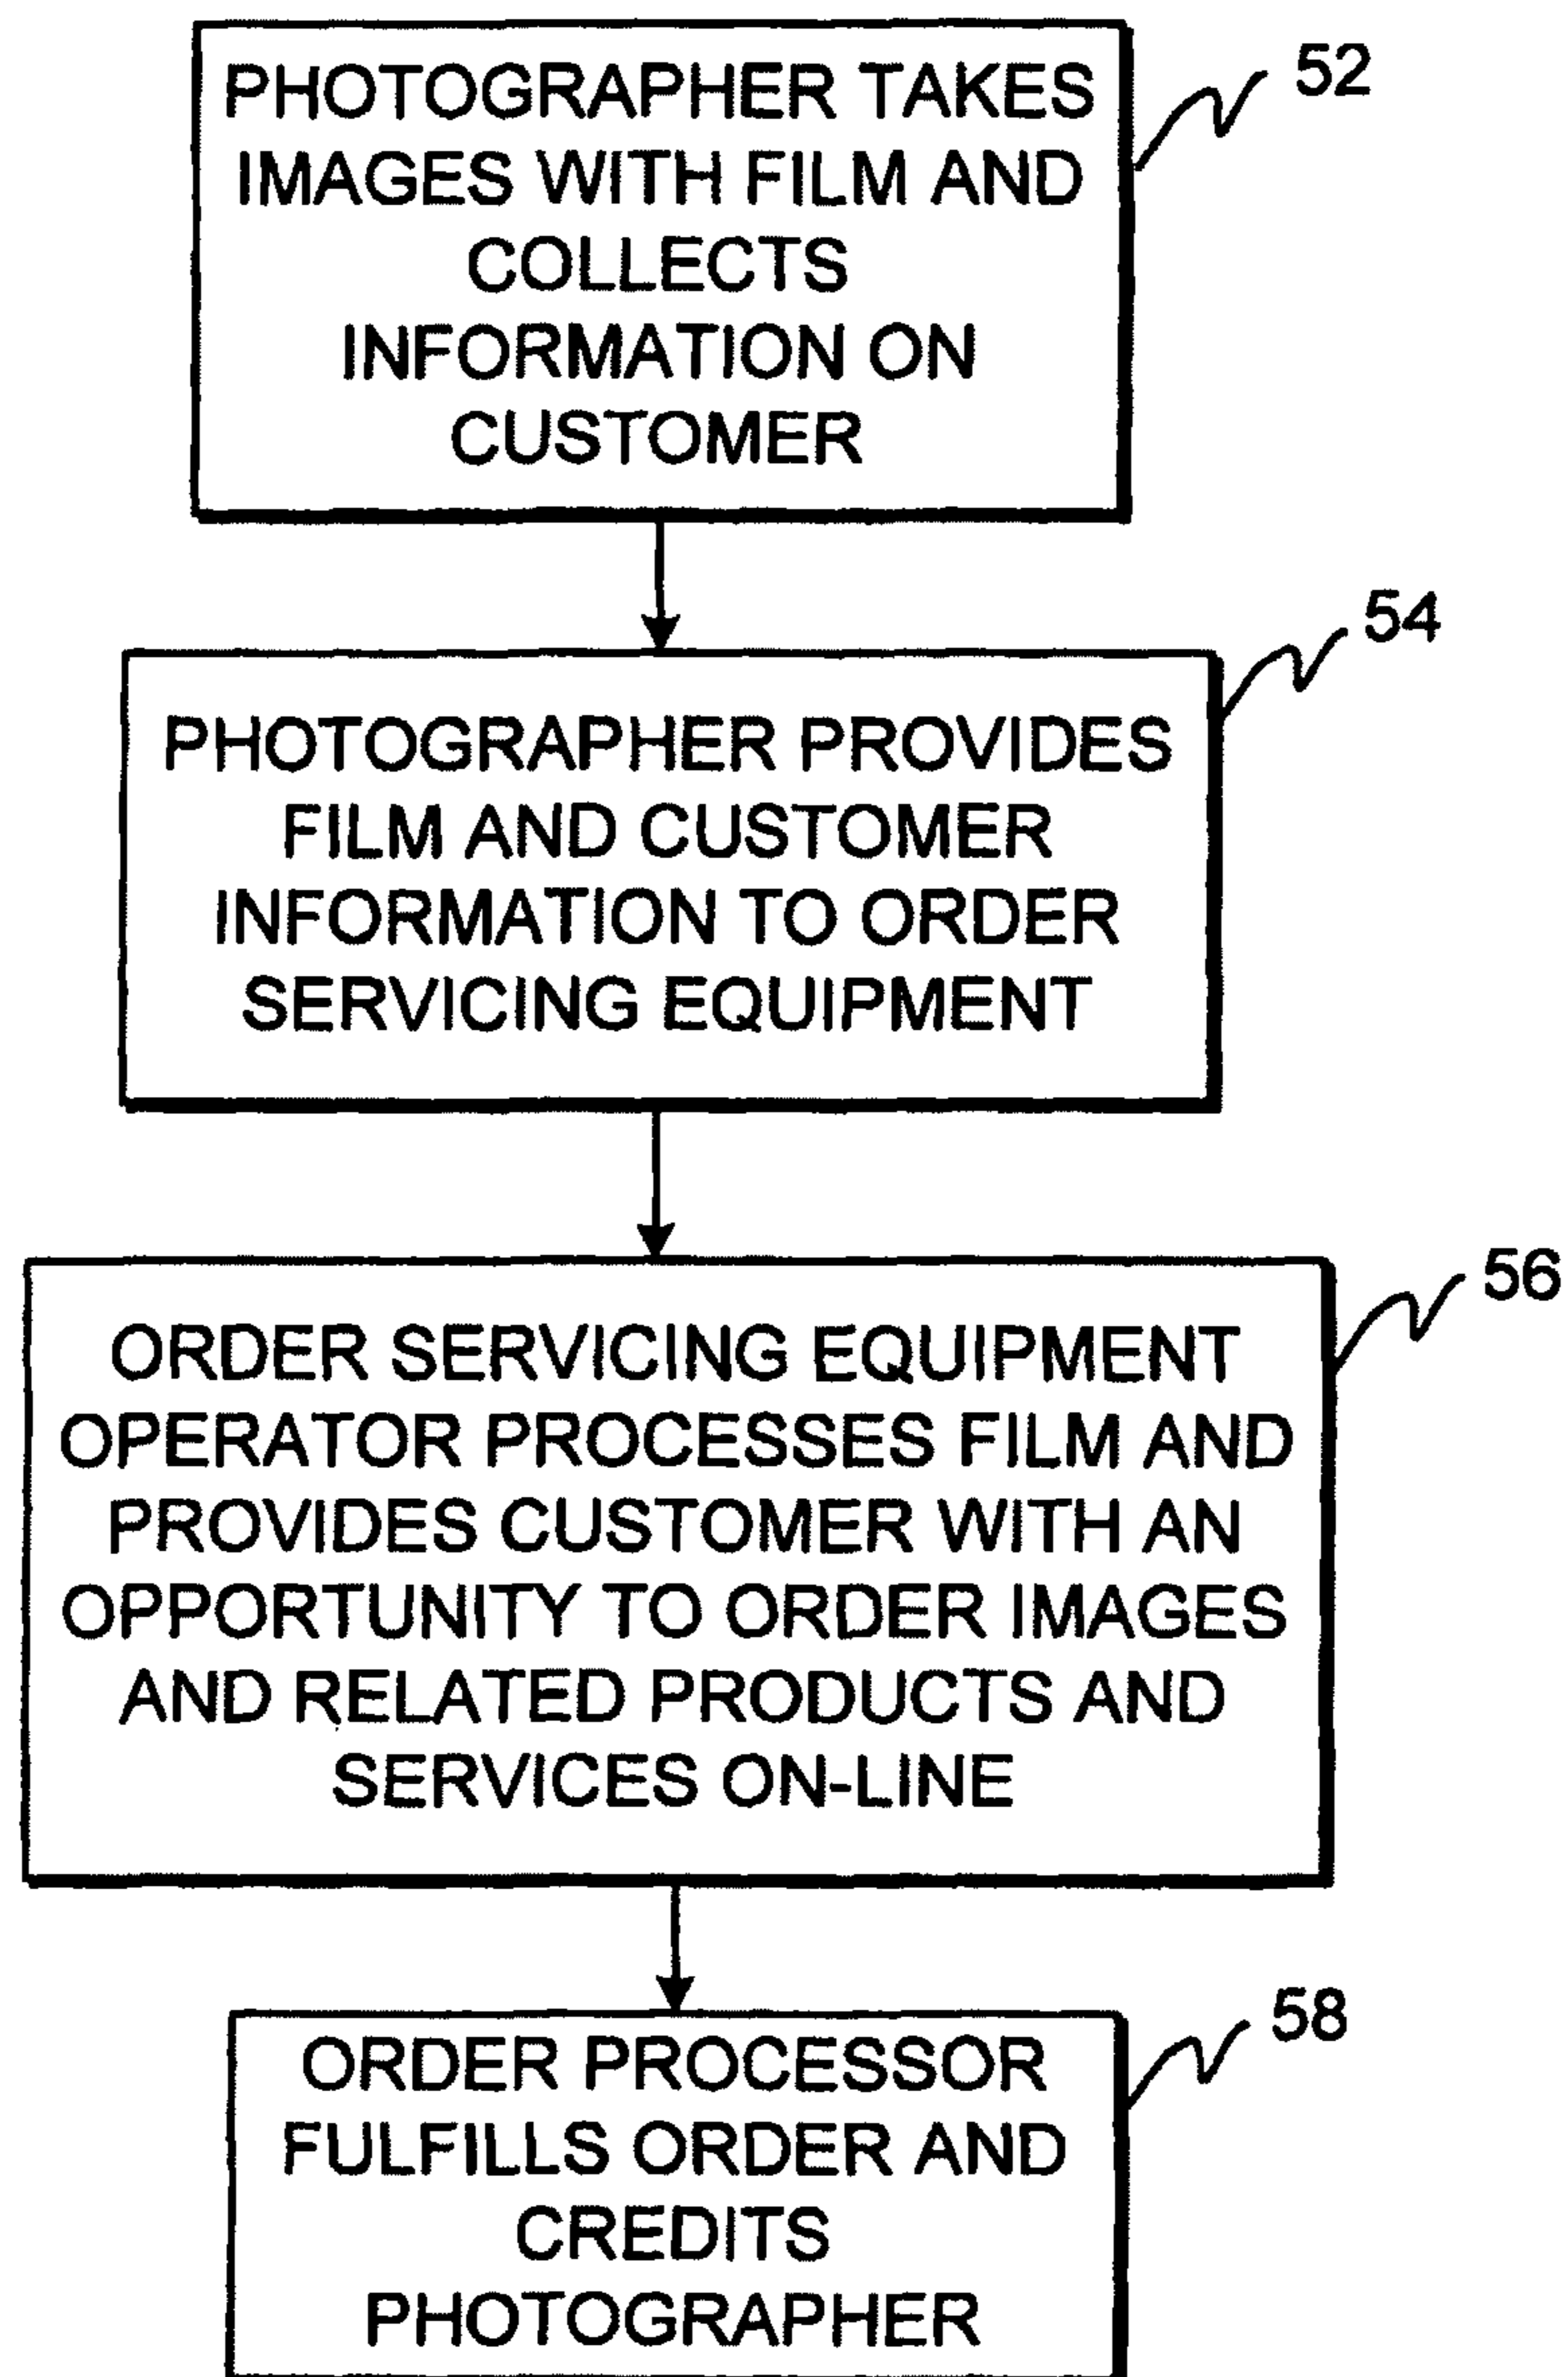 PHOTOGRAPHER TAKES
IMAGES WITH FILM AND
COLLECTS
INFORMATION ON
CUSTOMER
52
PHOTOGRAPHER PROVIDES
FILM AND CUSTOMER
INFORMATION TO ORDER
SERVICING EQUIPMENT
54
ORDER SERVICING EQUIPMENT
OPERATOR PROCESSES FILM AND
PROVIDES CUSTOMER WITH AN
OPPORTUNITY TO ORDER IMAGES
AND RELATED PRODUCTS AND
SERVICES ON-LINE
56
ORDER PROCESSOR
FULFILLS ORDER AND
CREDITS
PHOTOGRAPHER
58